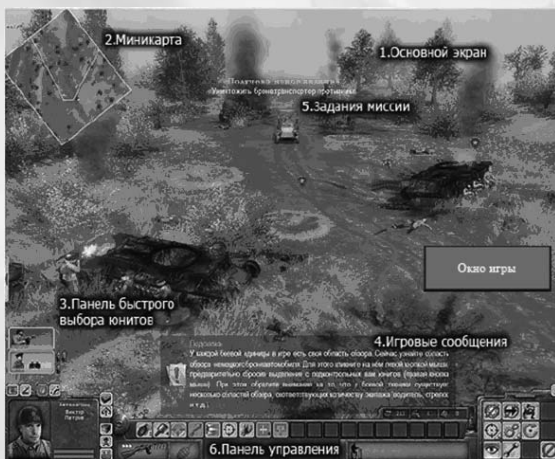 2.Миникарта
1.Основной экран
Уничтожить бронетранспортер противника.
5.Задания миссии
Окно игры
3.Панель быстрого
выбора юнитов
4.Игровые сообщения
Подсказка
У каждой боевой единицы в игре есть своя область обзора. Сейчас узнайте область
обзора немецкого бронеавтомобиля. Для этого кликните на нём левой кнопкой мыши,
предварительно сбросив выделение с подконтрольных вам юнитов (правая кнопка
мыши). При этом обратите внимание на то, что у боевой техники существует
несколько областей обзора, соответствующих количеству экипажа (водитель, стрелок
и т.д.).
Виктор
Петров
6.Панель управления